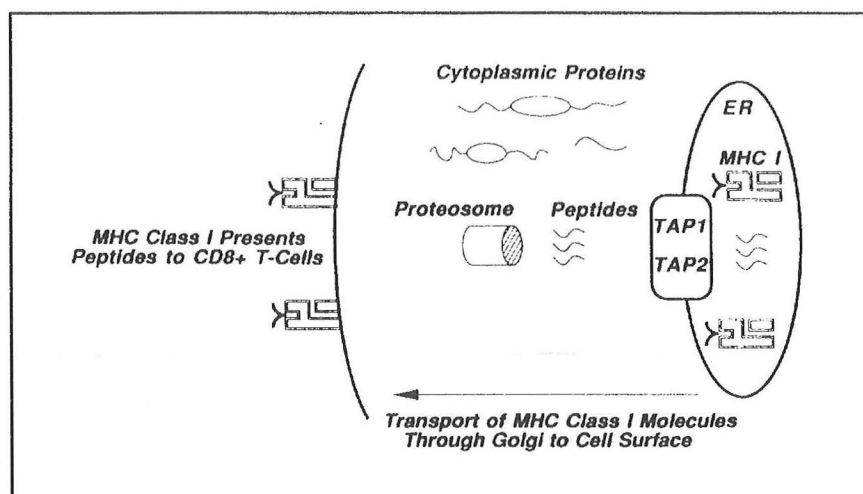 Cytoplasmic Proteins
ER
MHC I
Proteosome
Peptides
TAP1
TAP2
MHC Class I Presents
Peptides to CD8+ T-Cells
Transport of MHC Class I Molecules
Through Golgi to Cell Surface